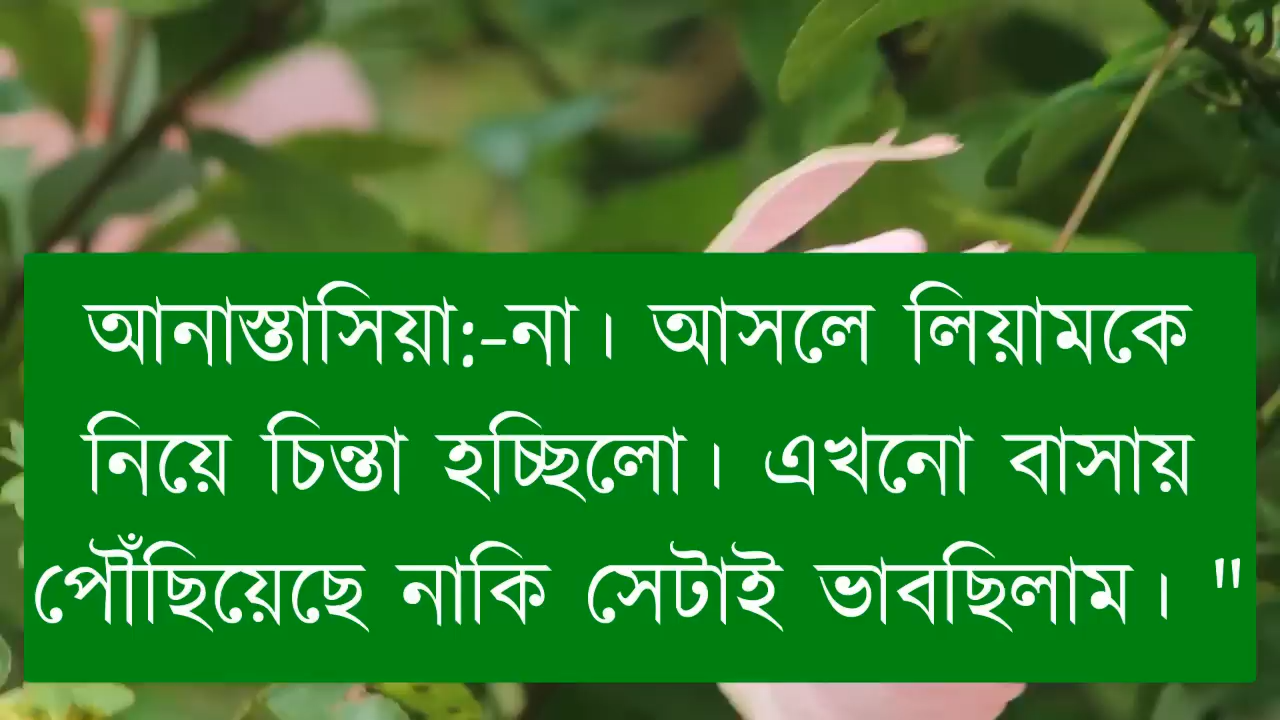 আনাস্তাসিয়া:-না। আসলে লিয়ামকে
নিয়ে চিন্তা হচ্ছিলো। এখনো বাসায়
পৌঁছিয়েছে নাকি সেটাই ভাবছিলাম। "